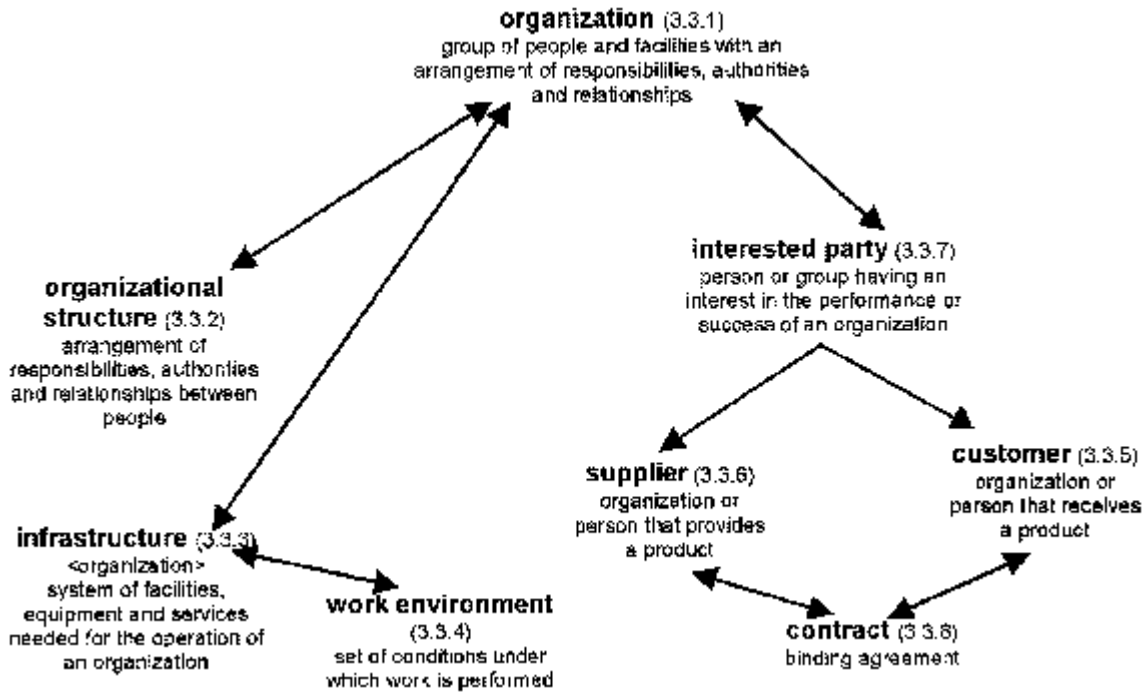 organization (3.3.1)
group of people and facilities with an
arrangement of responsibilities, authorities
and relationships
interested party (3.3.7)
person or group having an
interest in the performance or
success of an organization
organizational
structure (3.3.2)
arrangement of
responsibilities, authorities
and relationships between
people
supplier (3.3.6)
organization or
person that provides
a product
customer (3.3.5)
organization or
person that receives
a product
infrastructure (3.3.3)
<organization>
system of facilities,
equipment and services
needed for the operation of
an organization
work environment
(3.3.4)
set of conditions under
which work is performed
contract (3.3.8)
binding agreement